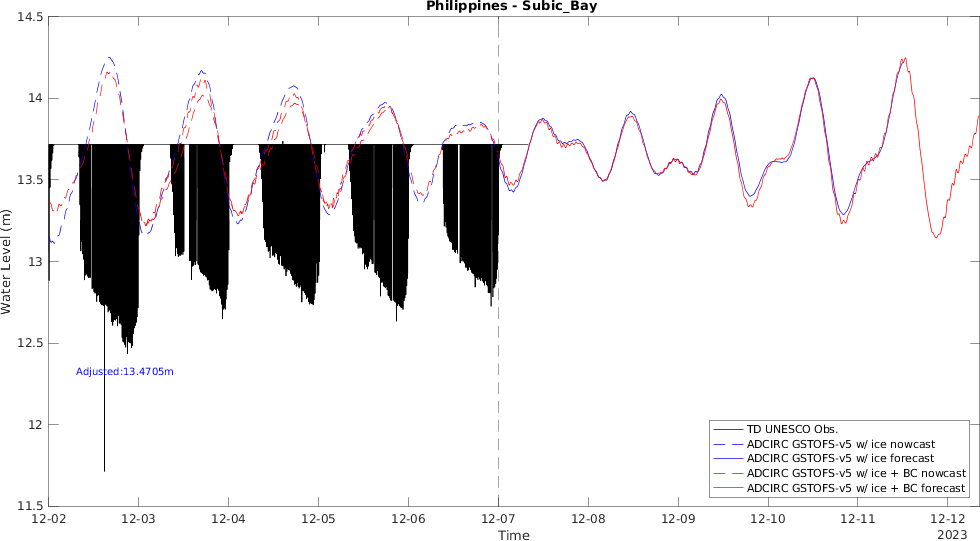 Philippines - Subic_Bay
14.5
14
13.5
13
12.5
12
11.5
Water Level (m)
Adjusted:13.4705m
TD UNESCO Obs.
ADCIRC GSTOFS-v5 w/ ice nowcast
ADCIRC GSTOFS-v5 w/ ice forecast
ADCIRC GSTOFS-v5 w/ ice + BC nowcast
ADCIRC GSTOFS-v5 w/ ice + BC forecast
12-02 12-03 12-04 12-05 12-06 12-07 12-08 12-09 12-10 12-11 12-12
Time
2023